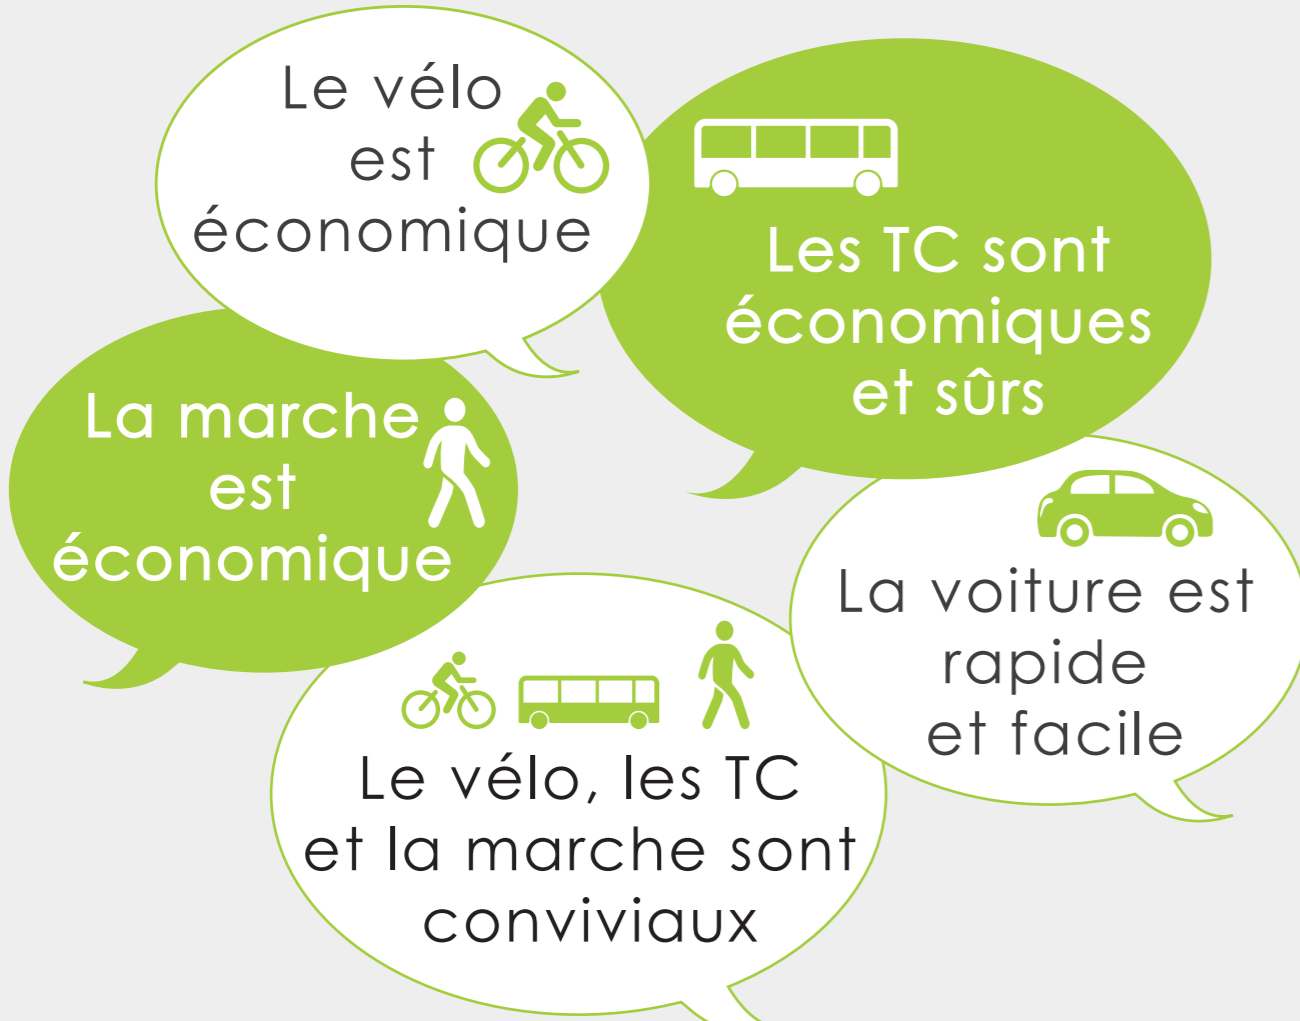 Le vélo
est
économique
Les TC sont
économiques
et sûrs
La marche
est
économique
La voiture est
rapide
et facile
Le vélo, les TC
et la marche sont
conviviaux